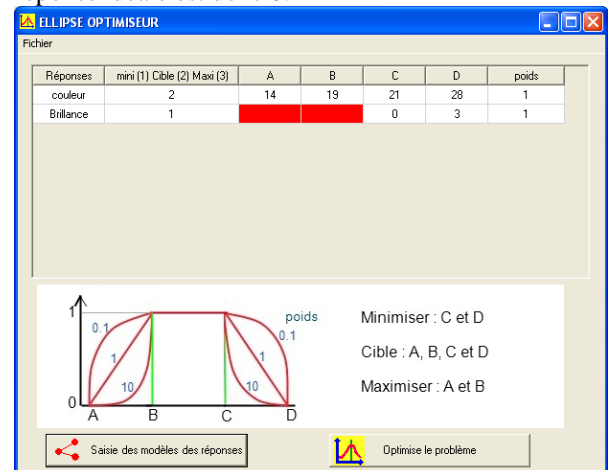 ELLIPSE OPTIMISEUR
Fichier
Réponses mini (1) Cible (2) Maxi (3) A B C D poids
couleur 2 14 19 21 28 1
Brillance 1 0 3 1
1
0.1 poids 0.1
1 1
10 10
0
A B C D
Minimiser : C et D
Cible : A, B, C et D
Maximiser : A et B
Saisie des modèles des réponses
Optimise le problème